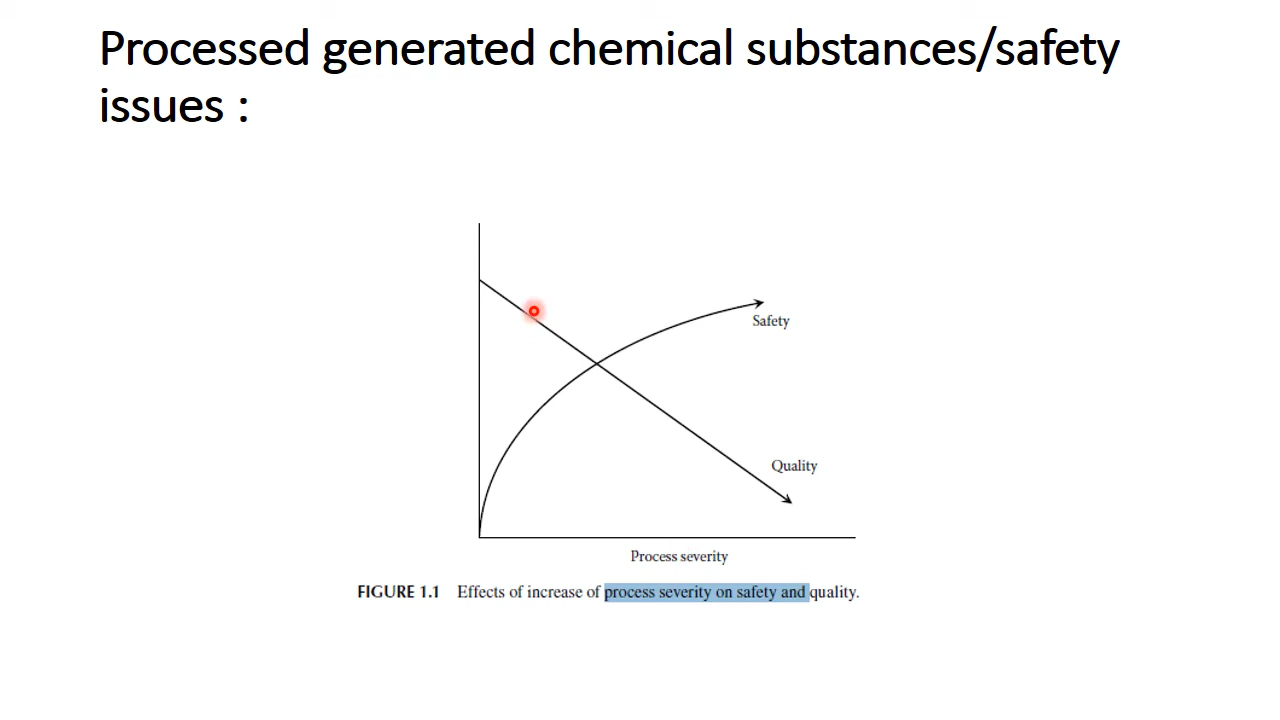 Processed generated chemical substances/safety
issues :
Safety
Quality
Process severity
FIGURE 1.1 Effects of increase of process severity on safety and quality.